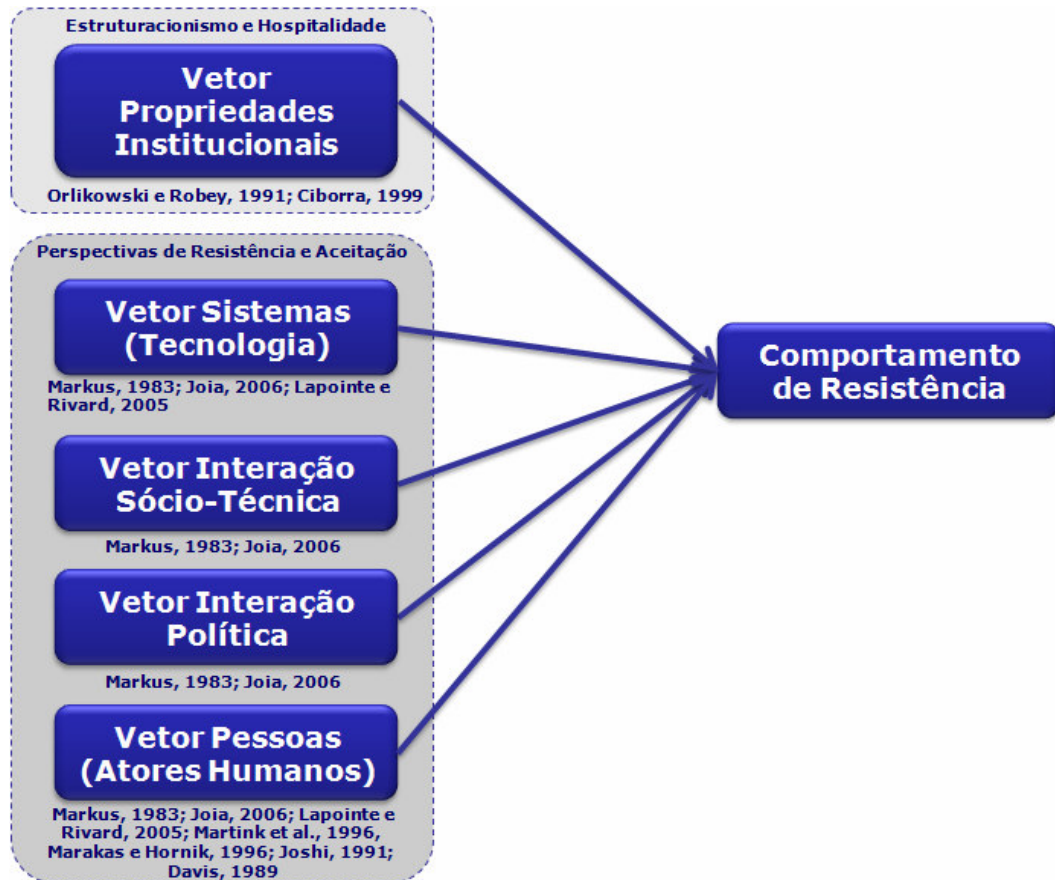 Estruturacionismo e Hospitalidade
Vetor
Propriedades
Institucionais
Orlikowski e Robey, 1991; Ciborra, 1999
Perspectivas de Resistência e Aceitação
Vetor Sistemas
(Tecnologia)
Markus, 1983; Joia, 2006; Lapointe e
Rivard, 2005
Vetor Interação
Sócio-Técnica
Markus, 1983; Joia, 2006
Vetor Interação
Política
Markus, 1983; Joia, 2006
Vetor Pessoas
(Atores Humanos)
Markus, 1983; Joia, 2006; Lapointe e
Rivard, 2005; Martink et al., 1996,
Marakas e Hornik, 1996; Joshi, 1991;
Davis, 1989
Comportamento
de Resistência